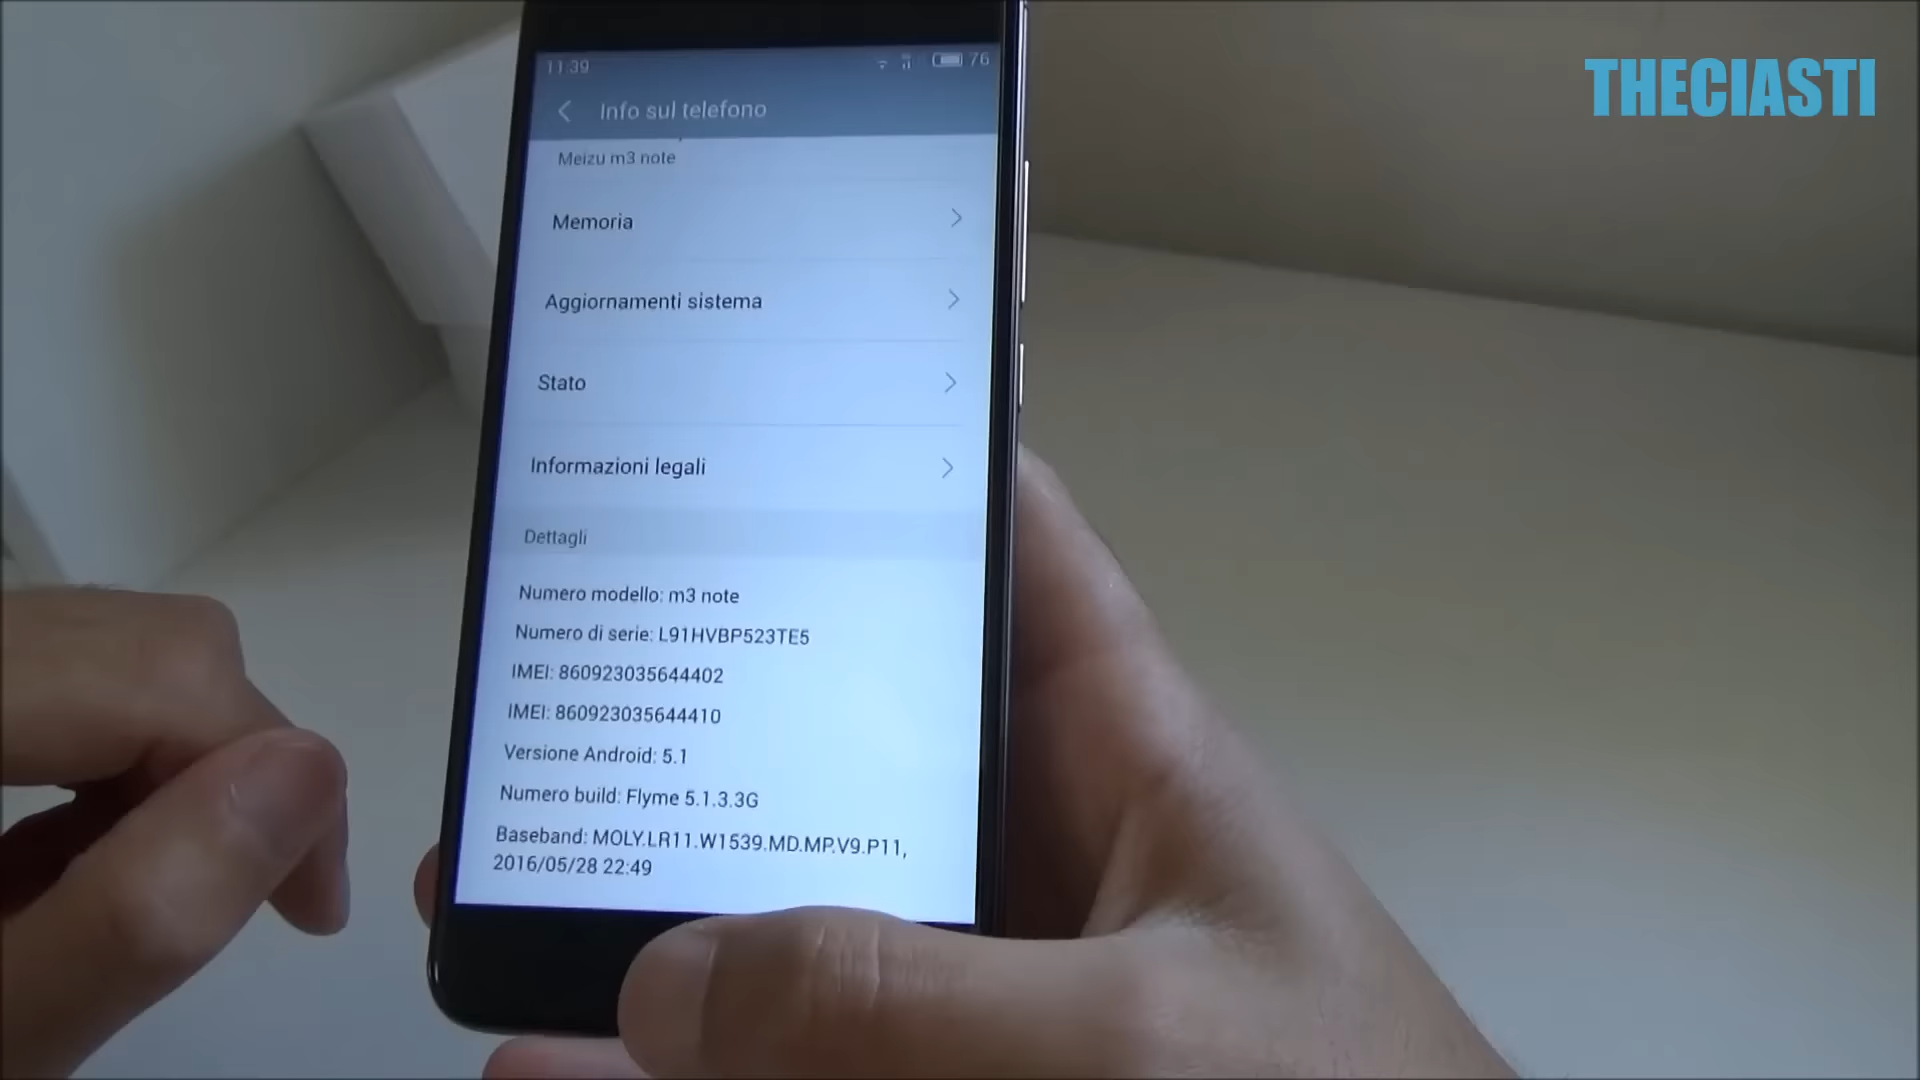 THECIASTI
11:39
76
Info sul telefono
Meizu m3 note
Memoria
Aggiornamenti sistema
Stato
Informazioni legali
Dettagli
Numero modello: m3 note
Numero di serie: L91HVBP523TE5
IMEI: 860923035644402
IMEI: 860923035644410
Versione Android: 5.1
Numero build: Flyme 5.1.3.3G
Baseband: MOLY.LR11.W1539.MD.MP.V9.P11,
2016/05/28 22:49